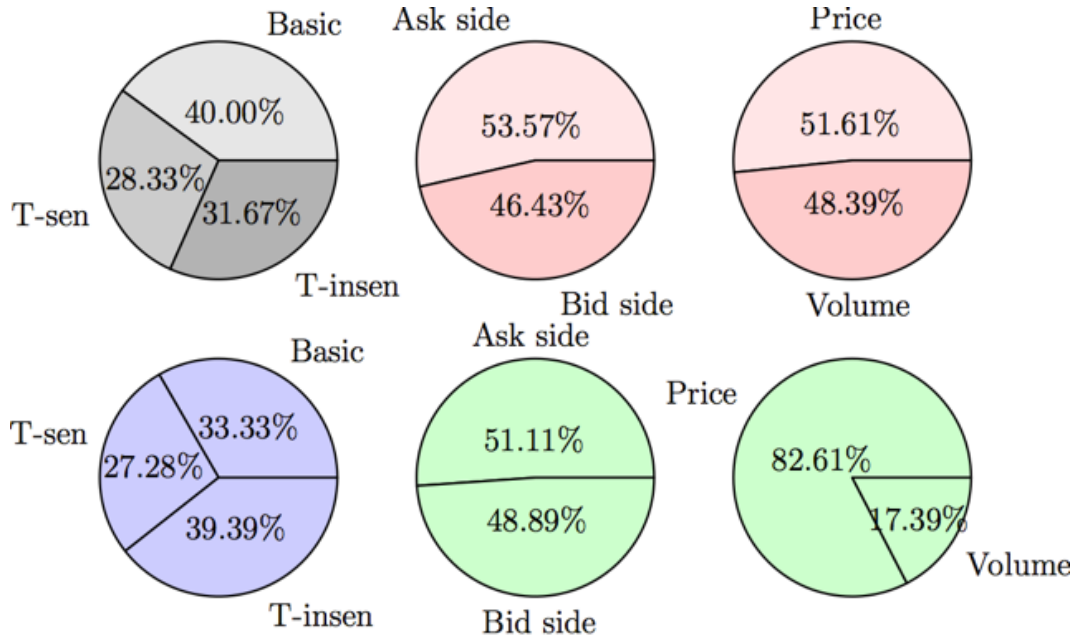 Basic
40.00%
28.33%
T-sen
31.67%
T-insen
Ask side
53.57%
46.43%
Bid side
Price
51.61%
48.39%
Volume
Basic
33.33%
T-sen
27.28%
39.39%
T-insen
Ask side
51.11%
48.89%
Bid side
Price
82.61%
17.39%
Volume